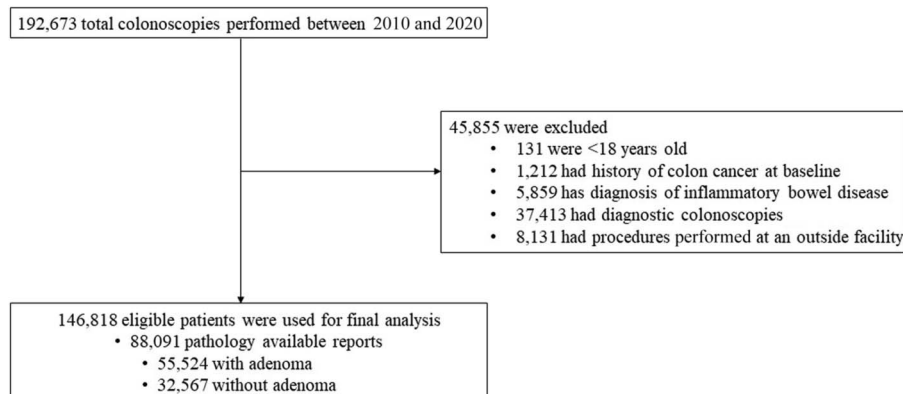 192,673 total colonoscopies performed between 2010 and 2020
45,855 were excluded
• 131 were <18 years old
• 1,212 had history of colon cancer at baseline
• 5,859 has diagnosis of inflammatory bowel disease
• 37,413 had diagnostic colonoscopies
• 8,131 had procedures performed at an outside facility
146,818 eligible patients were used for final analysis
• 88,091 pathology available reports
• 55,524 with adenoma
• 32,567 without adenoma